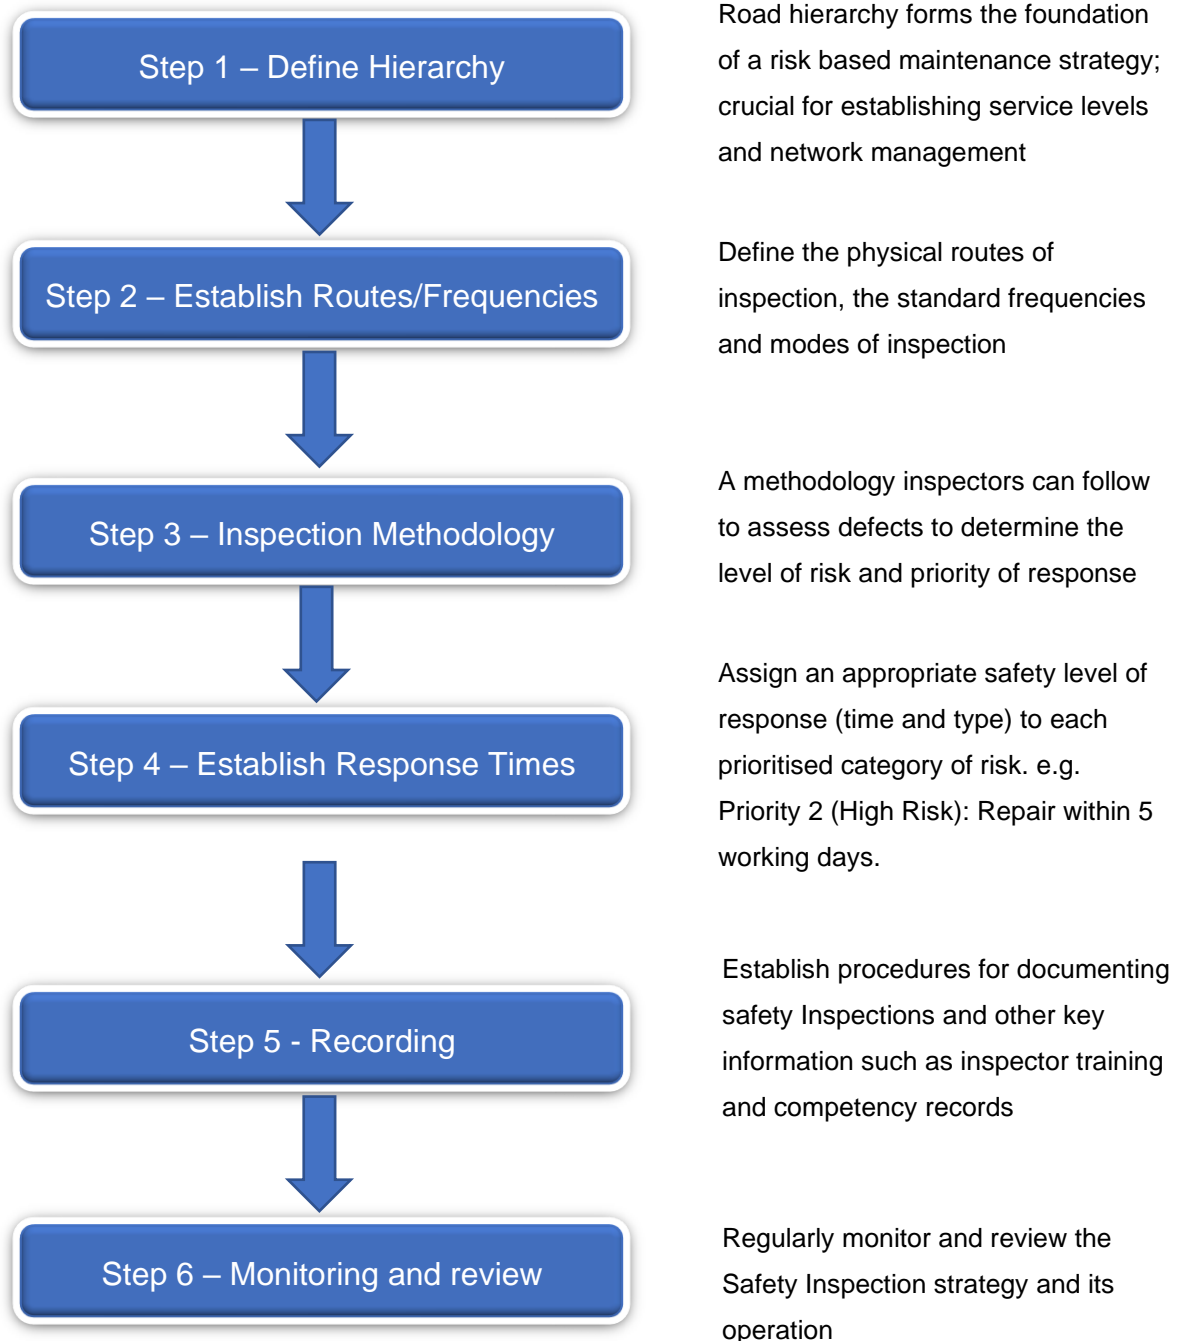 Step 1 – Define Hierarchy
Road hierarchy forms the foundation
of a risk based maintenance strategy;
crucial for establishing service levels
and network management
Step 2 – Establish Routes/Frequencies
Define the physical routes of
inspection, the standard frequencies
and modes of inspection
Step 3 – Inspection Methodology
A methodology inspectors can follow
to assess defects to determine the
level of risk and priority of response
Step 4 – Establish Response Times
Assign an appropriate safety level of
response (time and type) to each
prioritised category of risk. e.g.
Priority 2 (High Risk): Repair within 5
working days.
Step 5 - Recording
Establish procedures for documenting
safety Inspections and other key
information such as inspector training
and competency records
Step 6 – Monitoring and review
Regularly monitor and review the
Safety Inspection strategy and its
operation